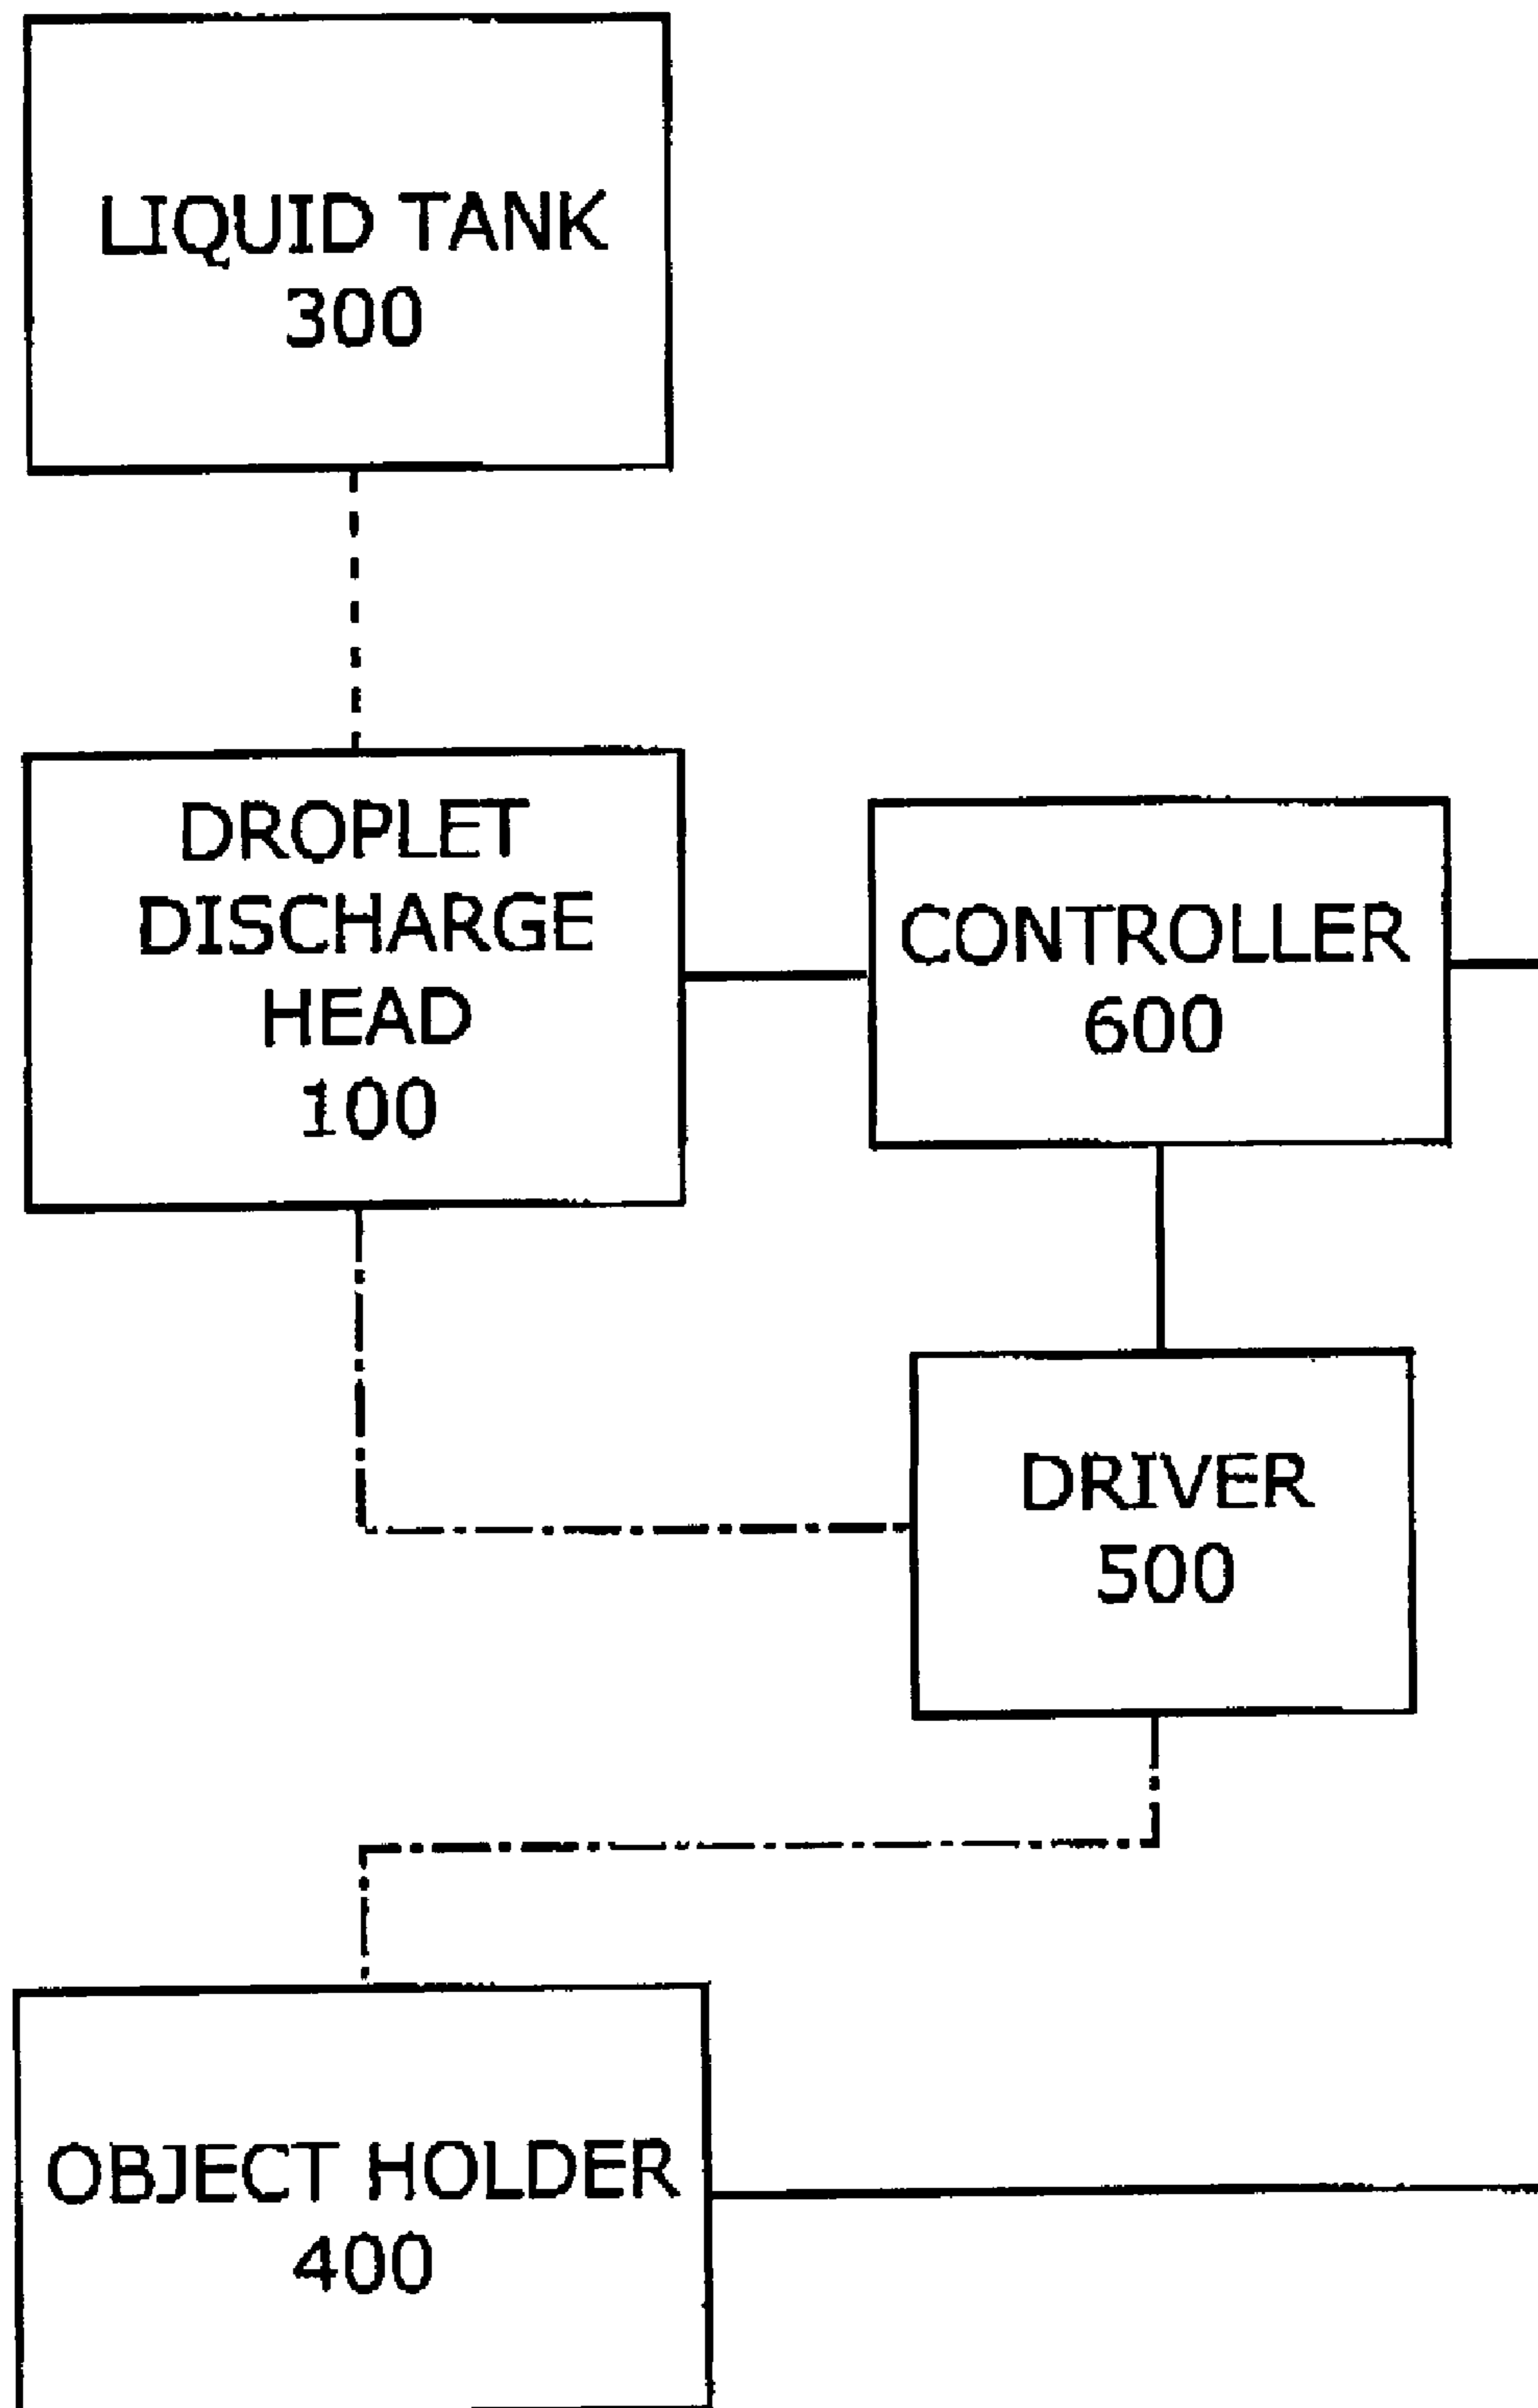 LIQUID TANK
300
DROPLET
DISCHARGE
HEAD
100
CONTROLLER
600
DRIVER
500
OBJECT HOLDER
400